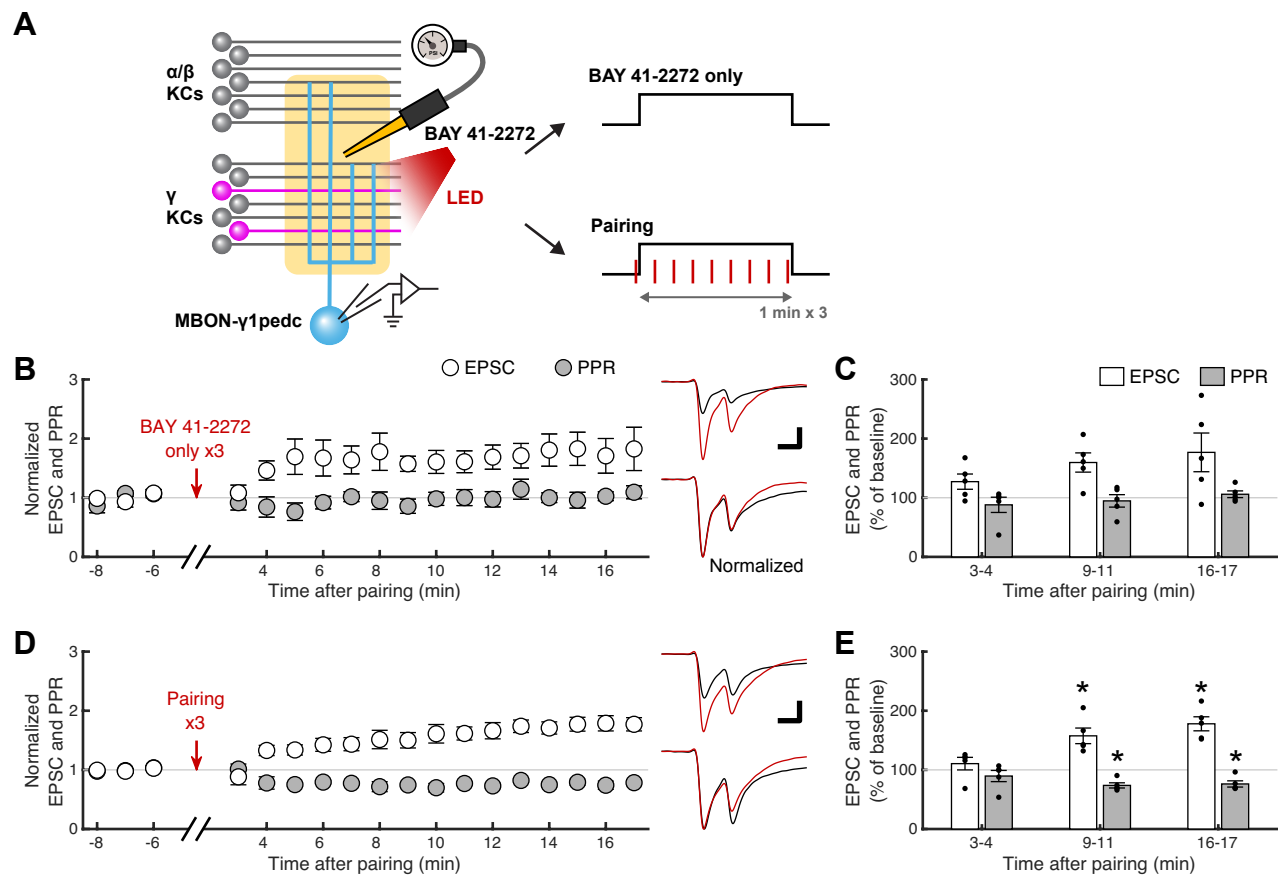 A
α/β
KCs
γ
KCs
PSI
BAY 41-2272
LED
MBON-γ1pedc
BAY 41-2272 only
Pairing
1 min x 3
B
EPSC
PPR
Normalized
EPSC and PPR
3
2
1
0
BAY 41-2272
only x3
-8
-6
4
6
8
10
12
14
16
Time after pairing (min)
Normalized
C
EPSC
PPR
EPSC and PPR
(% of baseline)
300
200
100
0
3-4
9-11
16-17
Time after pairing (min)
D
Normalized
EPSC and PPR
3
2
1
0
Pairing
x3
-8
-6
4
6
8
10
12
14
16
Time after pairing (min)
E
EPSC and PPR
(% of baseline)
300
200
100
0
*
*
*
*
3-4
9-11
16-17
Time after pairing (min)